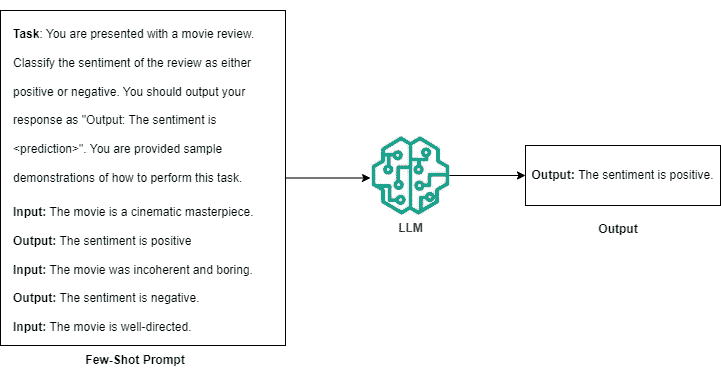 Task: You are presented with a movie review.
Classify the sentiment of the review as either
positive or negative. You should output your
response as "Output: The sentiment is
<prediction>". You are provided sample
demonstrations of how to perform this task.
Input: The movie is a cinematic masterpiece.
Output: The sentiment is positive
Input: The movie was incoherent and boring.
Output: The sentiment is negative.
Input: The movie is well-directed.
Few-Shot Prompt
LLM
Output: The sentiment is positive.
Output